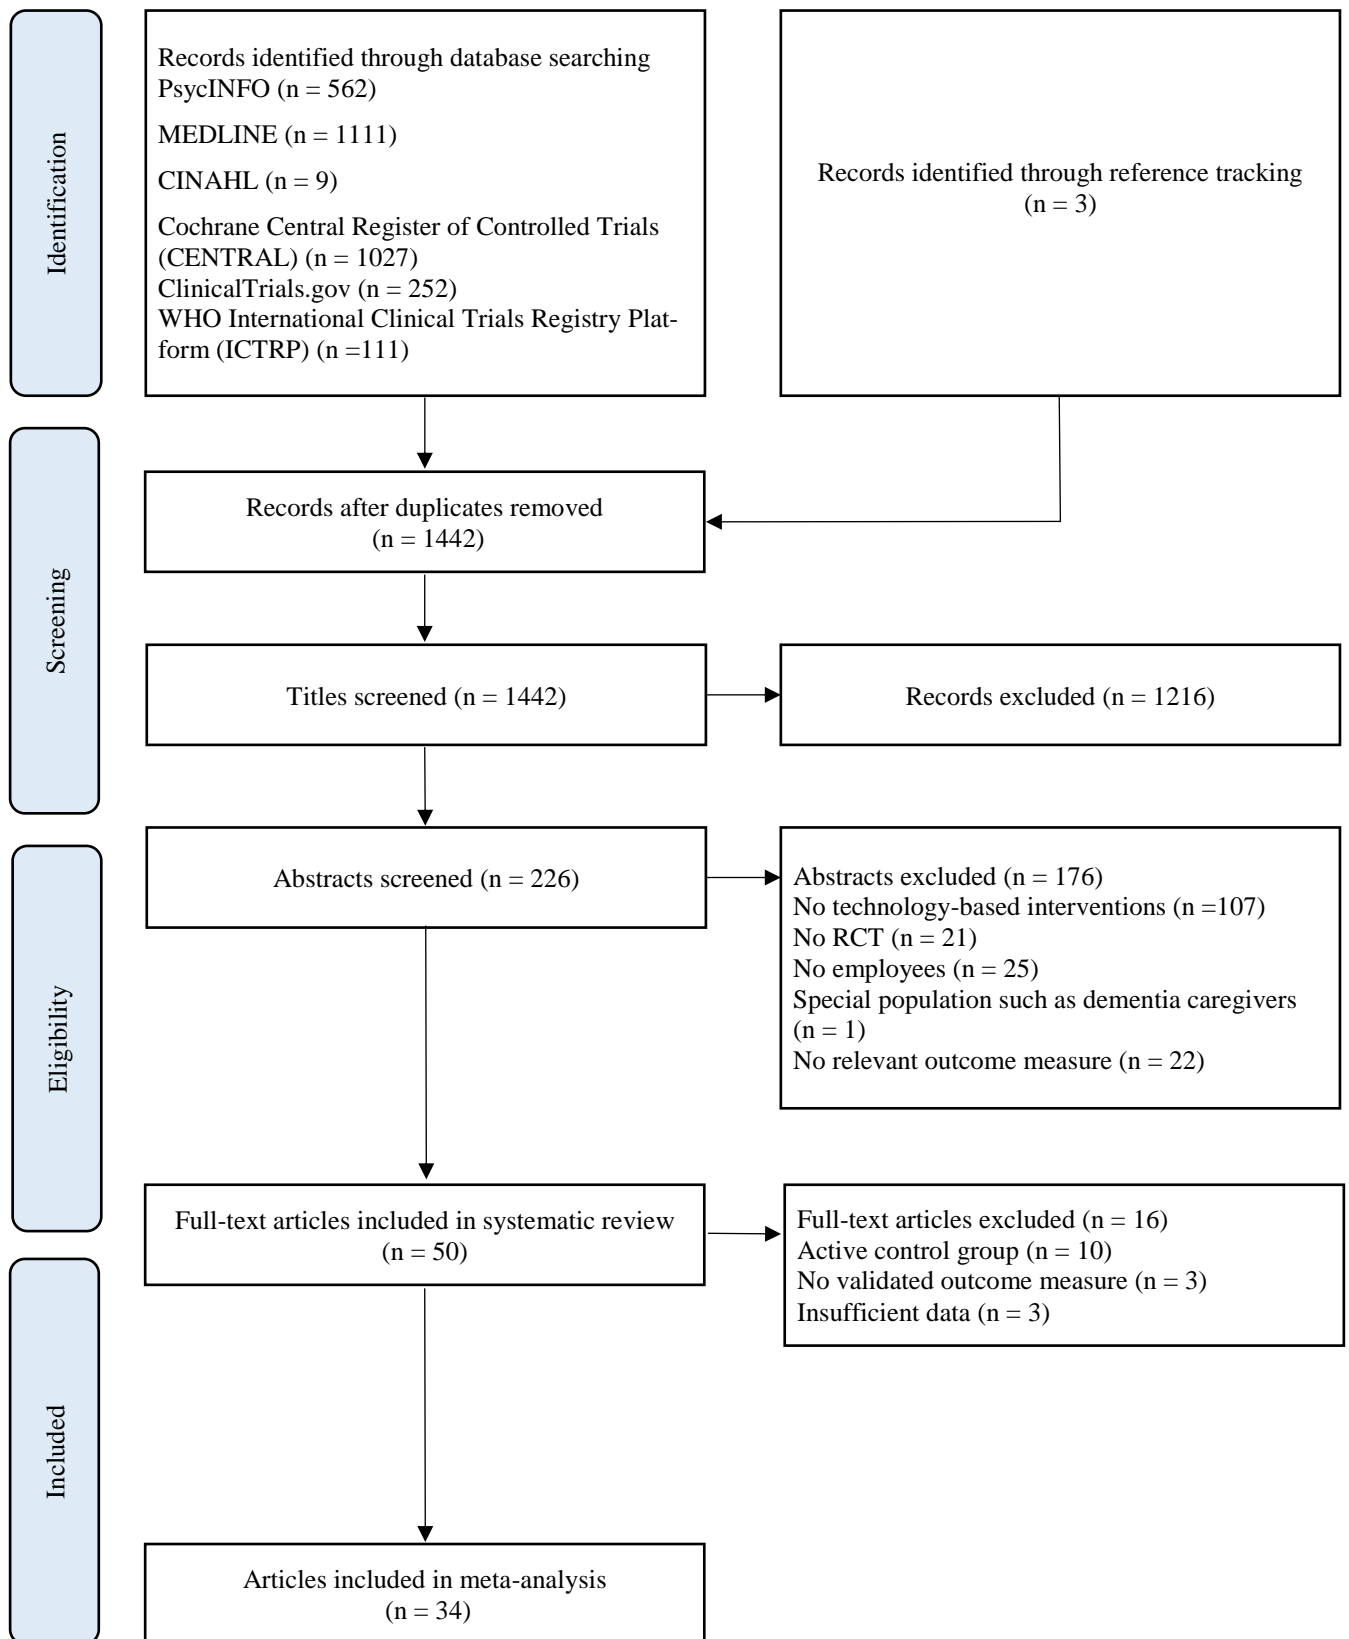 Identification
Records identified through database searching
PsycINFO (n = 562)
MEDLINE (n = 1111)
CINAHL (n = 9)
Cochrane Central Register of Controlled Trials
(CENTRAL) (n = 1027)
ClinicalTrials.gov (n = 252)
WHO International Clinical Trials Registry Plat-
form (ICTRP) (n =111)
Records identified through reference tracking
(n = 3)
Screening
Records after duplicates removed
(n = 1442)
Titles screened (n = 1442)
Records excluded (n = 1216)
Eligibility
Abstracts screened (n = 226)
Abstracts excluded (n = 176)
No technology-based interventions (n =107)
No RCT (n = 21)
No employees (n = 25)
Special population such as dementia caregivers
(n = 1)
No relevant outcome measure (n = 22)
Full-text articles included in systematic review
(n = 50)
Full-text articles excluded (n = 16)
Active control group (n = 10)
No validated outcome measure (n = 3)
Insufficient data (n = 3)
Included
Articles included in meta-analysis
(n = 34)